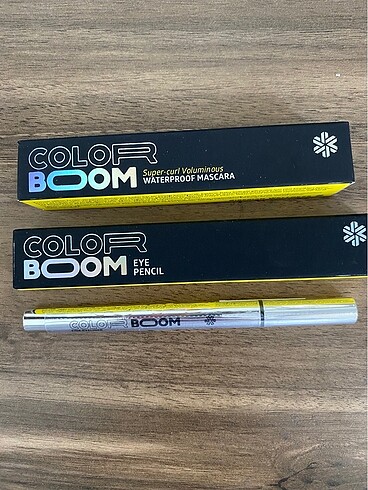 COLOR
BOOM
Super-curl Voluminous
WATERPROOF MASCARA
COLOR
BOOM
EYE
PENCIL
COLOR BOOM